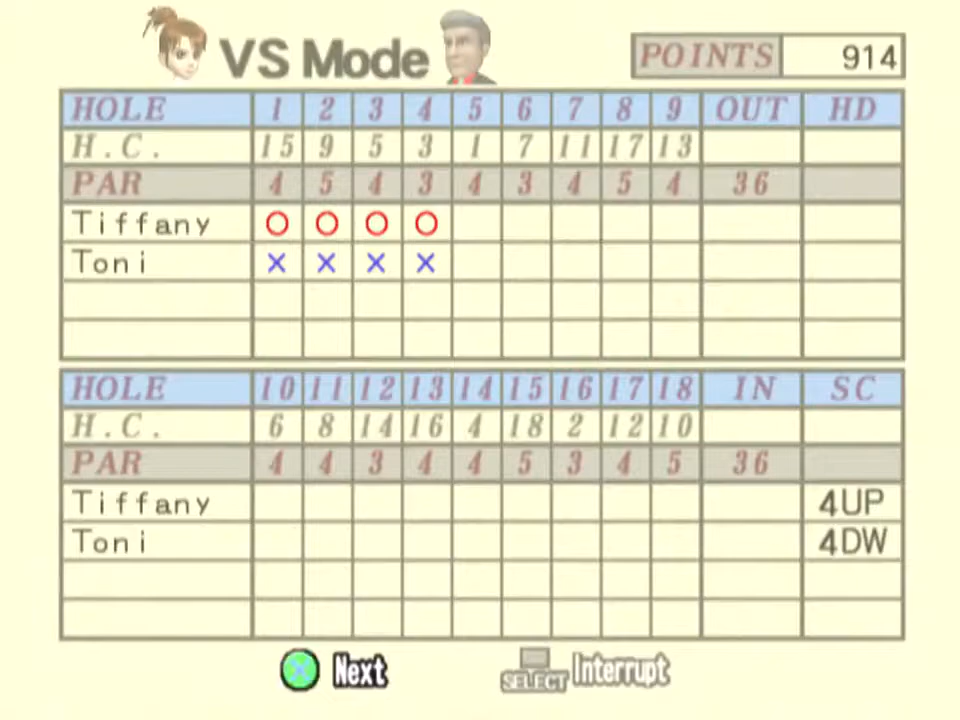 VS Mode POINTS 914
HOLE 1 2 3 4 5 6 7 8 9 OUT HD
H.C. 15 9 5 3 1 7 11 17 13
PAR 4 5 4 3 4 3 4 5 4 36
Tiffany O O O O
Toni × × × ×
HOLE 10 11 12 13 14 15 16 17 18 IN SC
H.C. 6 8 14 16 4 18 2 12 10
PAR 4 4 3 4 4 5 3 4 5 36
Tiffany 4UP
Toni 4DW
Next SELECT Interrupt